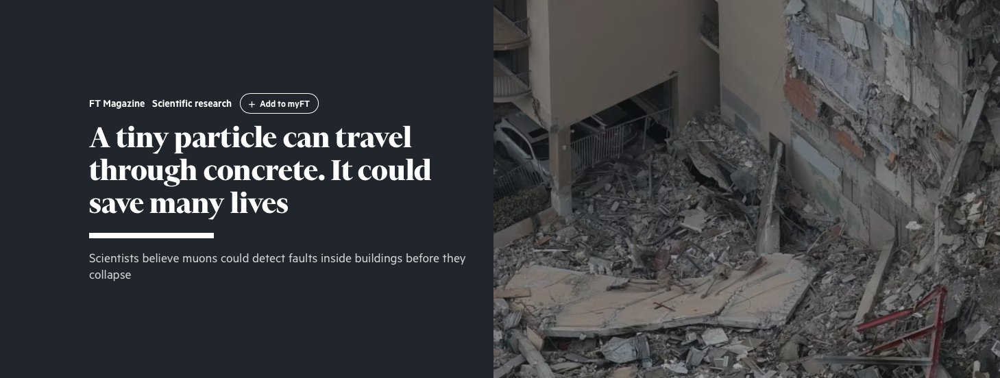 FT Magazine Scientific research + Add to myFT
A tiny particle can travel
through concrete. It could
save many lives
Scientists believe muons could detect faults inside buildings before they
collapse